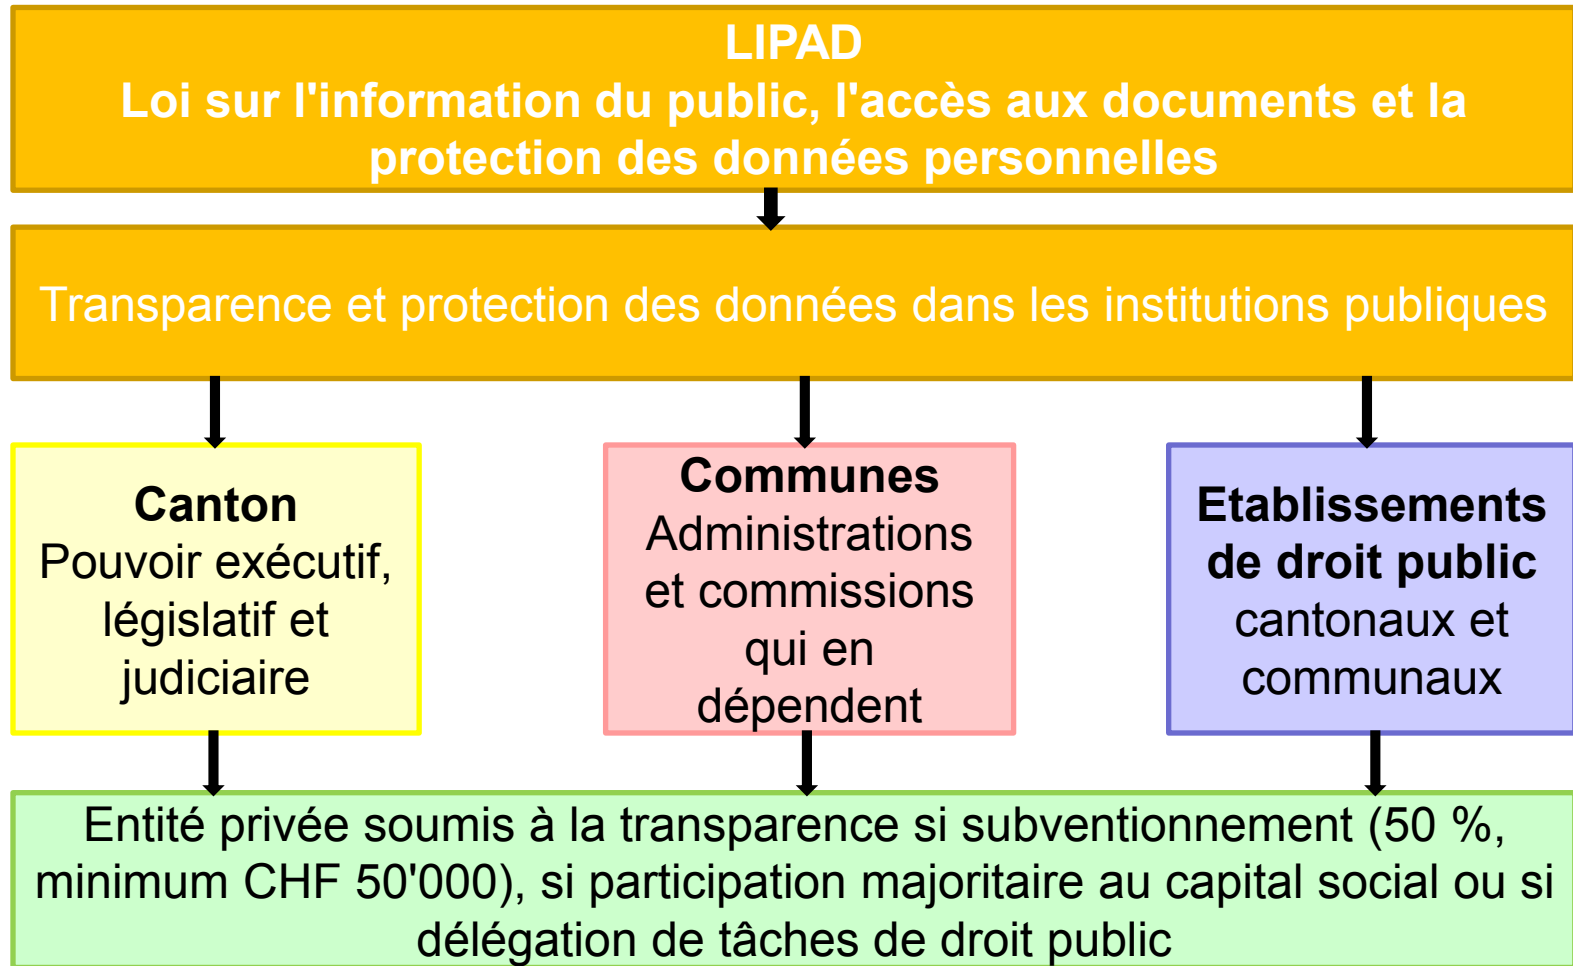 LIPAD
Loi sur l'information du public, l'accès aux documents et la
protection des données personnelles
Transparence et protection des données dans les institutions publiques
Canton
Pouvoir exécutif,
législatif et
judiciaire
Communes
Administrations
et commissions
qui en
dépendent
Etablissements
de droit public
cantonaux et
communaux
Entité privée soumis à la transparence si subventionnement (50 %,
minimum CHF 50'000), si participation majoritaire au capital social ou si
délégation de tâches de droit public